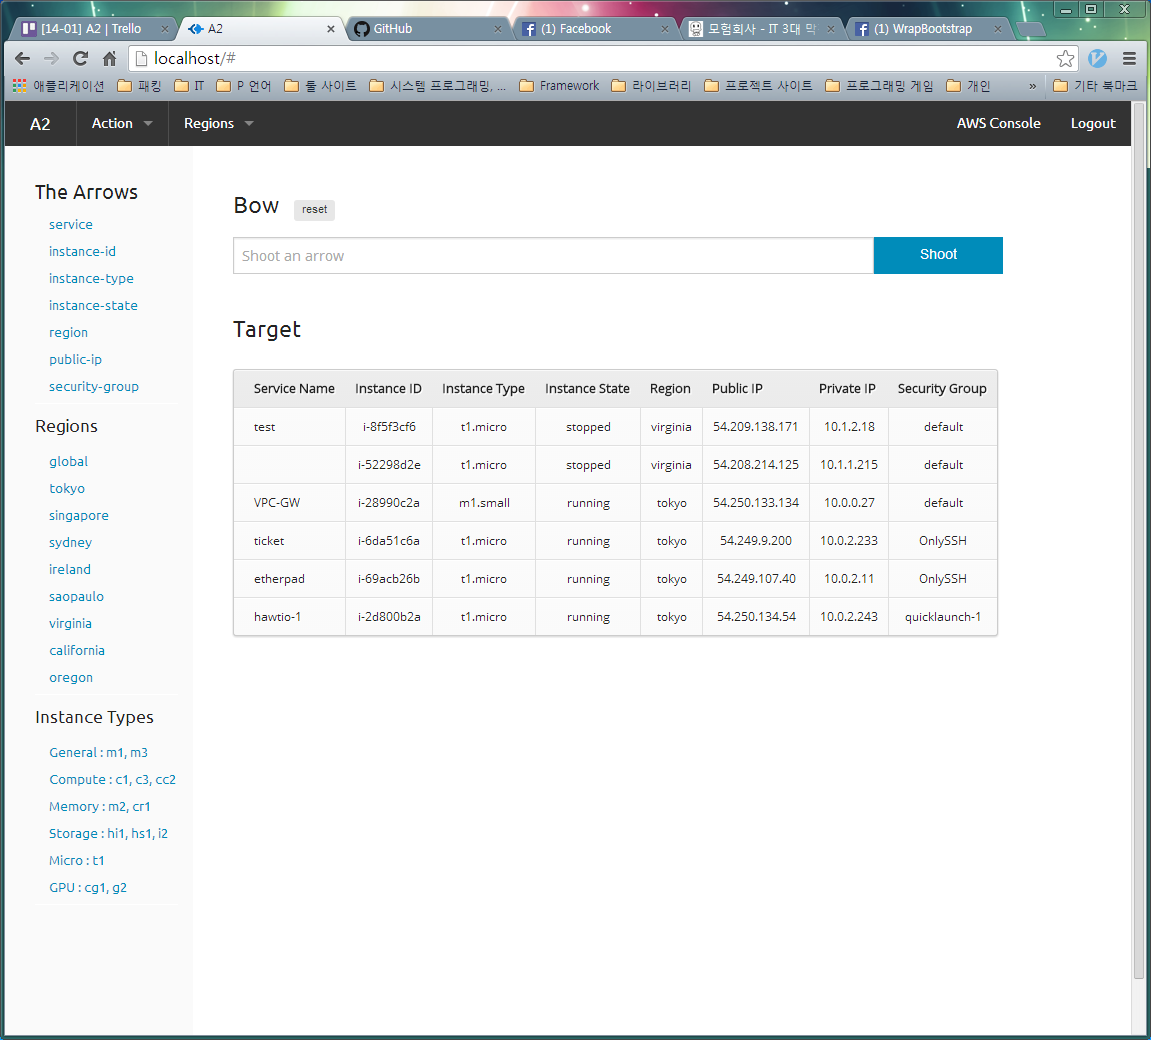 [14-01] A2 | Trello
A2
GitHub
(1) Facebook
모험회사 - IT 3대 막
(1) WrapBootstrap
localhost/#
애플리케이션 패킹 IT P 언어 툴 사이트 시스템 프로그래밍, ... Framework 라이브러리 프로젝트 사이트 프로그래밍 게임 개인 » 기타 북마크
A2 Action Regions AWS Console Logout
The Arrows
service
instance-id
instance-type
instance-state
region
public-ip
security-group
Regions
global
tokyo
singapore
sydney
ireland
saopaulo
virginia
california
oregon
Instance Types
General : m1, m3
Compute : c1, c3, cc2
Memory : m2, cr1
Storage : hi1, hs1, i2
Micro : t1
GPU : cg1, g2
Bow reset
Shoot an arrow Shoot
Target
Service Name Instance ID Instance Type Instance State Region Public IP Private IP Security Group
test i-8f5f3cf6 t1.micro stopped virginia 54.209.138.171 10.1.2.18 default
i-52298d2e t1.micro stopped virginia 54.208.214.125 10.1.1.215 default
VPC-GW i-28990c2a m1.small running tokyo 54.250.133.134 10.0.0.27 default
ticket i-6da51c6a t1.micro running tokyo 54.249.9.200 10.0.2.233 OnlySSH
etherpad i-69acb26b t1.micro running tokyo 54.249.107.40 10.0.2.11 OnlySSH
hawtio-1 i-2d800b2a t1.micro running tokyo 54.250.134.54 10.0.2.243 quicklaunch-1